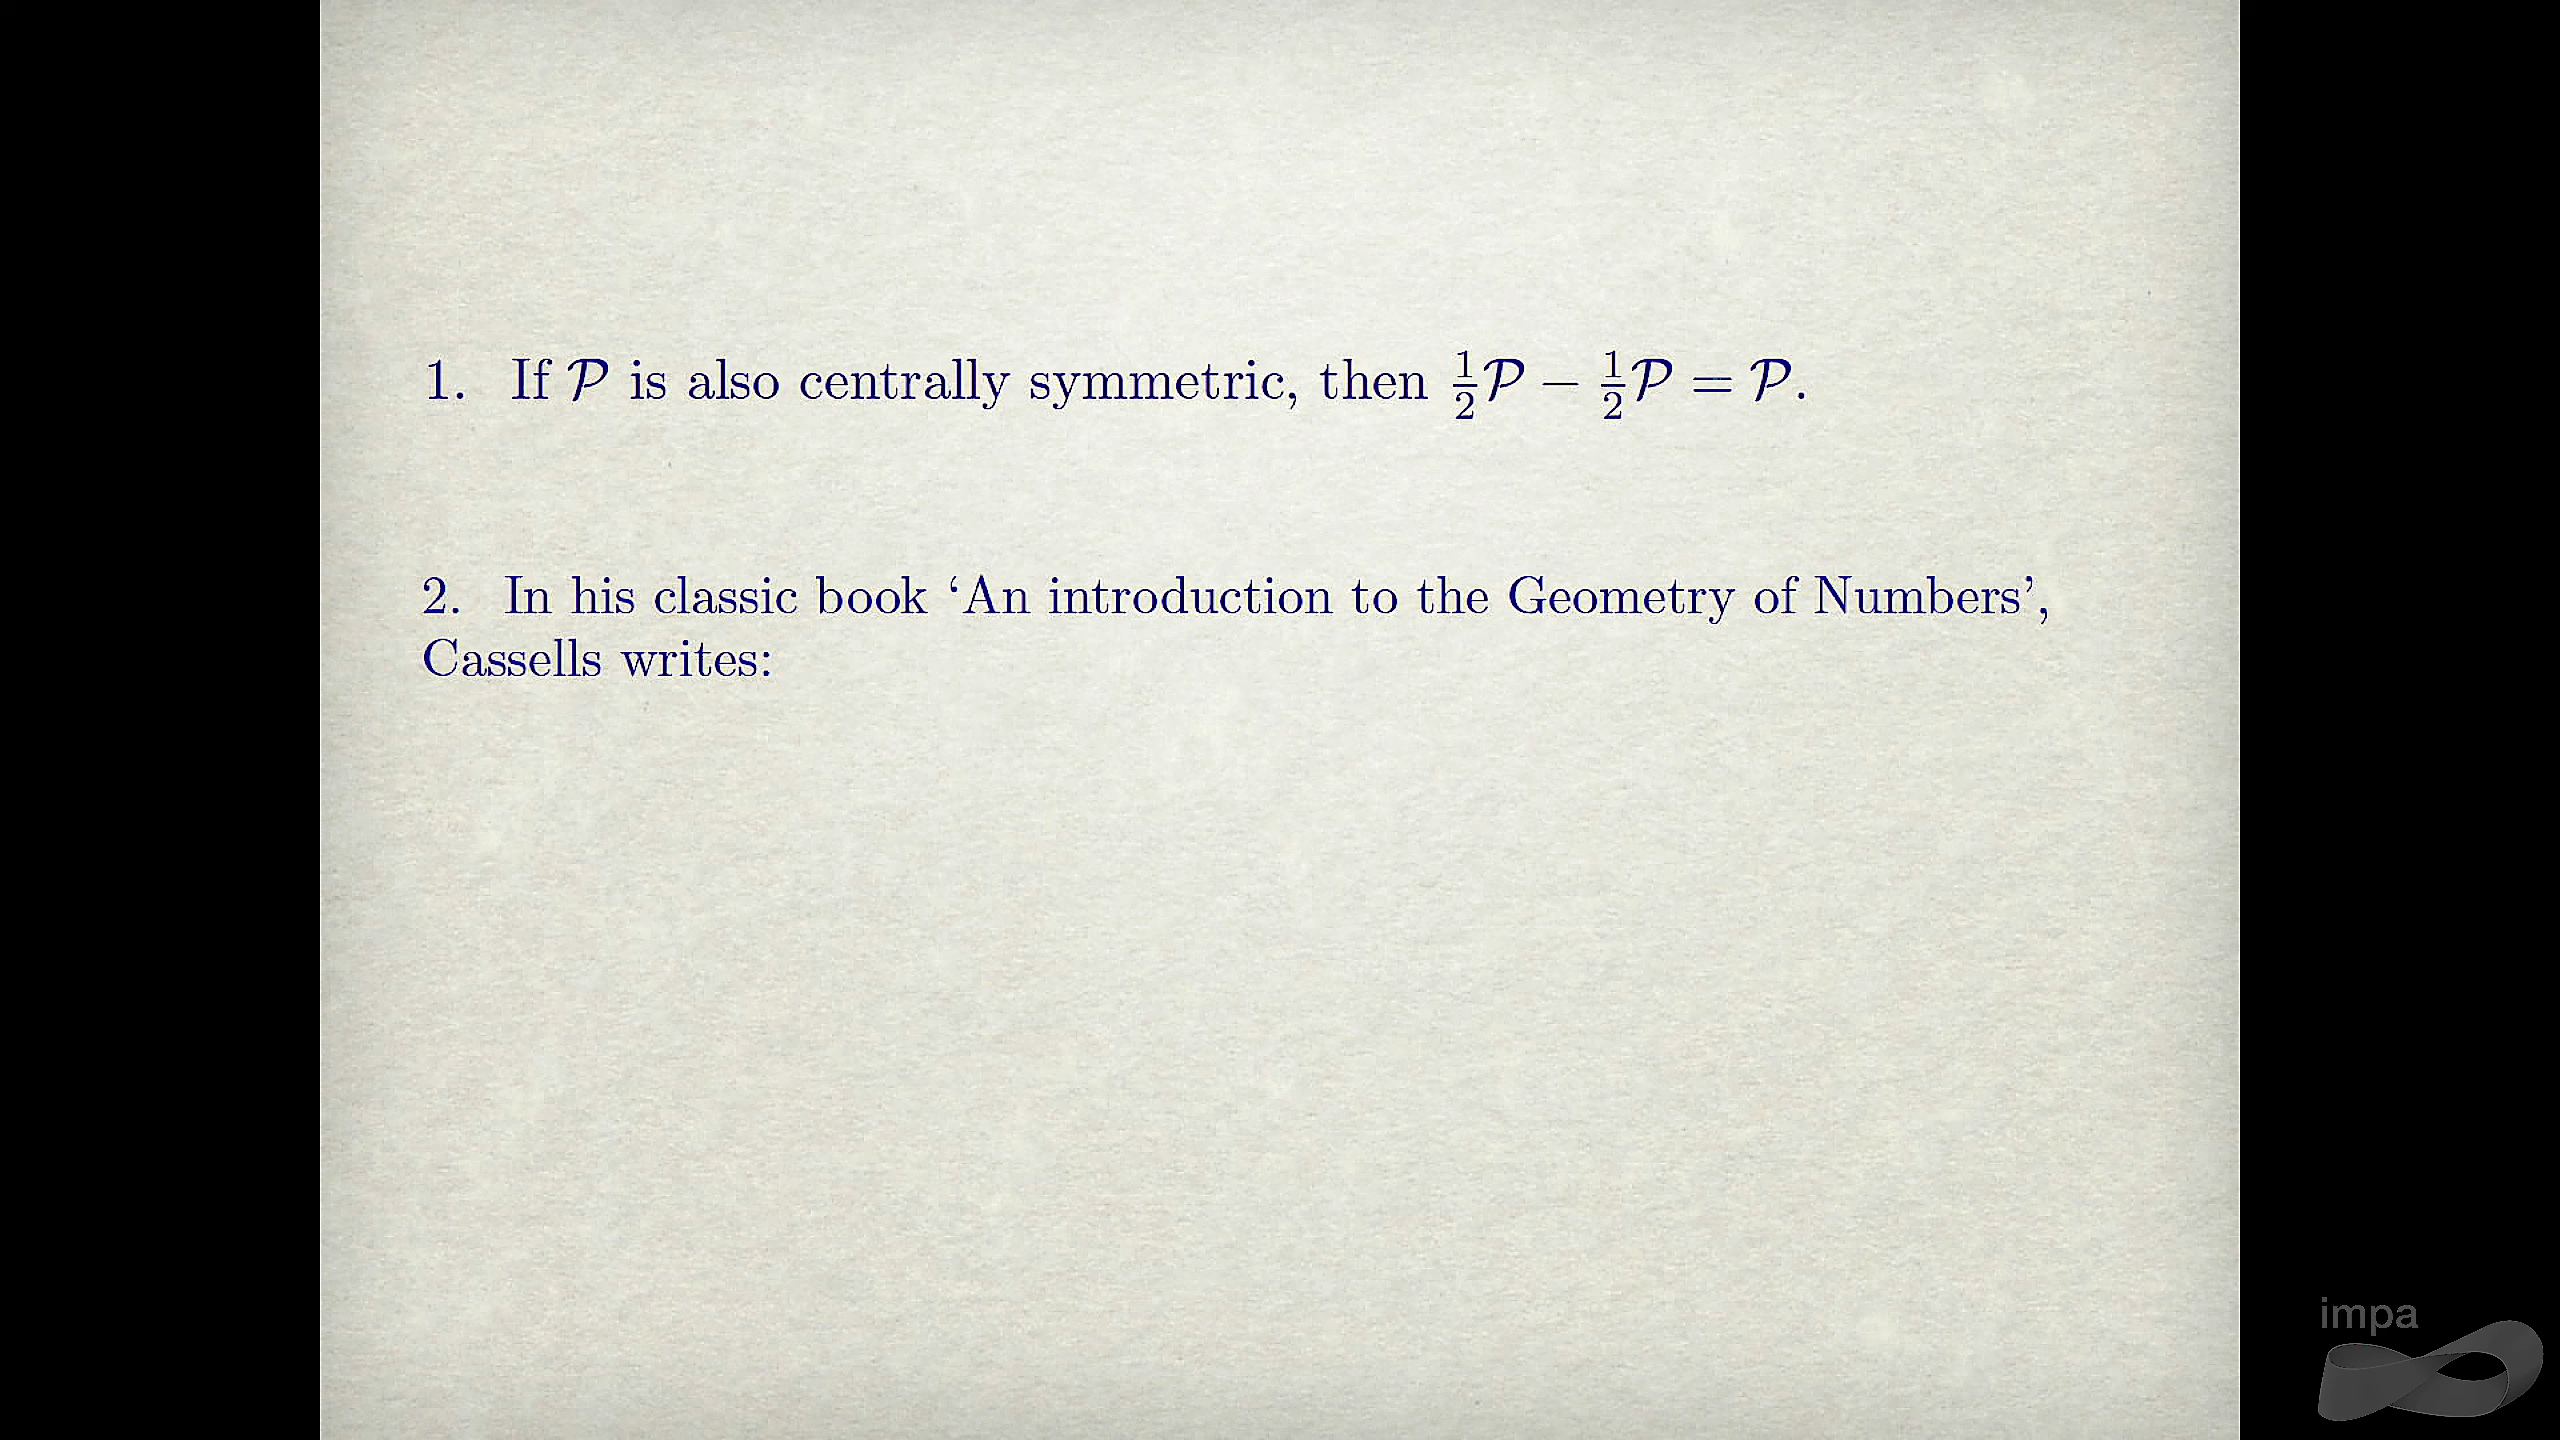 1. If 𝒫 is also centrally symmetric, then ½𝒫 − ½𝒫 = 𝒫.
2. In his classic book ‘An introduction to the Geometry of Numbers’,
Cassells writes:
impa